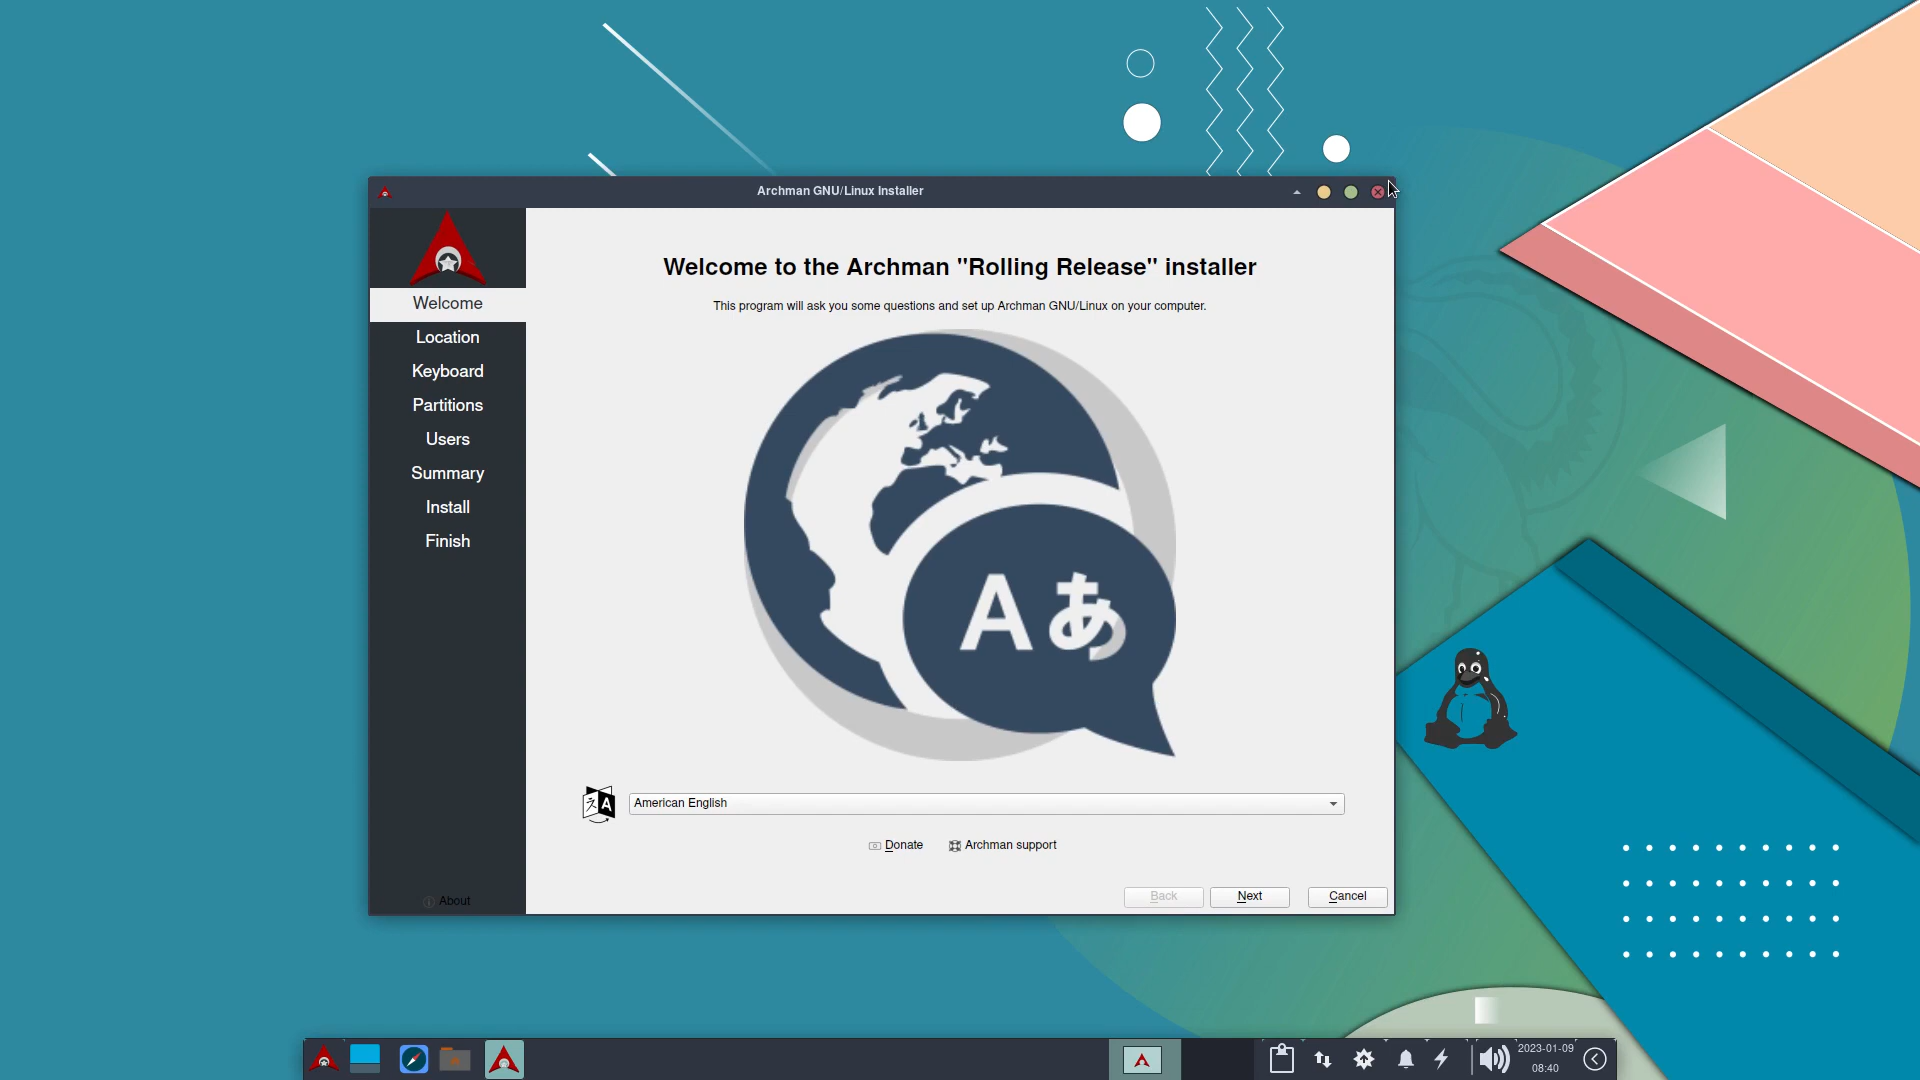 Archman GNU/Linux Installer
Welcome
Location
Keyboard
Partitions
Users
Summary
Install
Finish
About
Welcome to the Archman "Rolling Release" installer
This program will ask you some questions and set up Archman GNU/Linux on your computer.
A あ
A
American English
Donate
Archman support
Back
Next
Cancel
2023-01-09
08:40